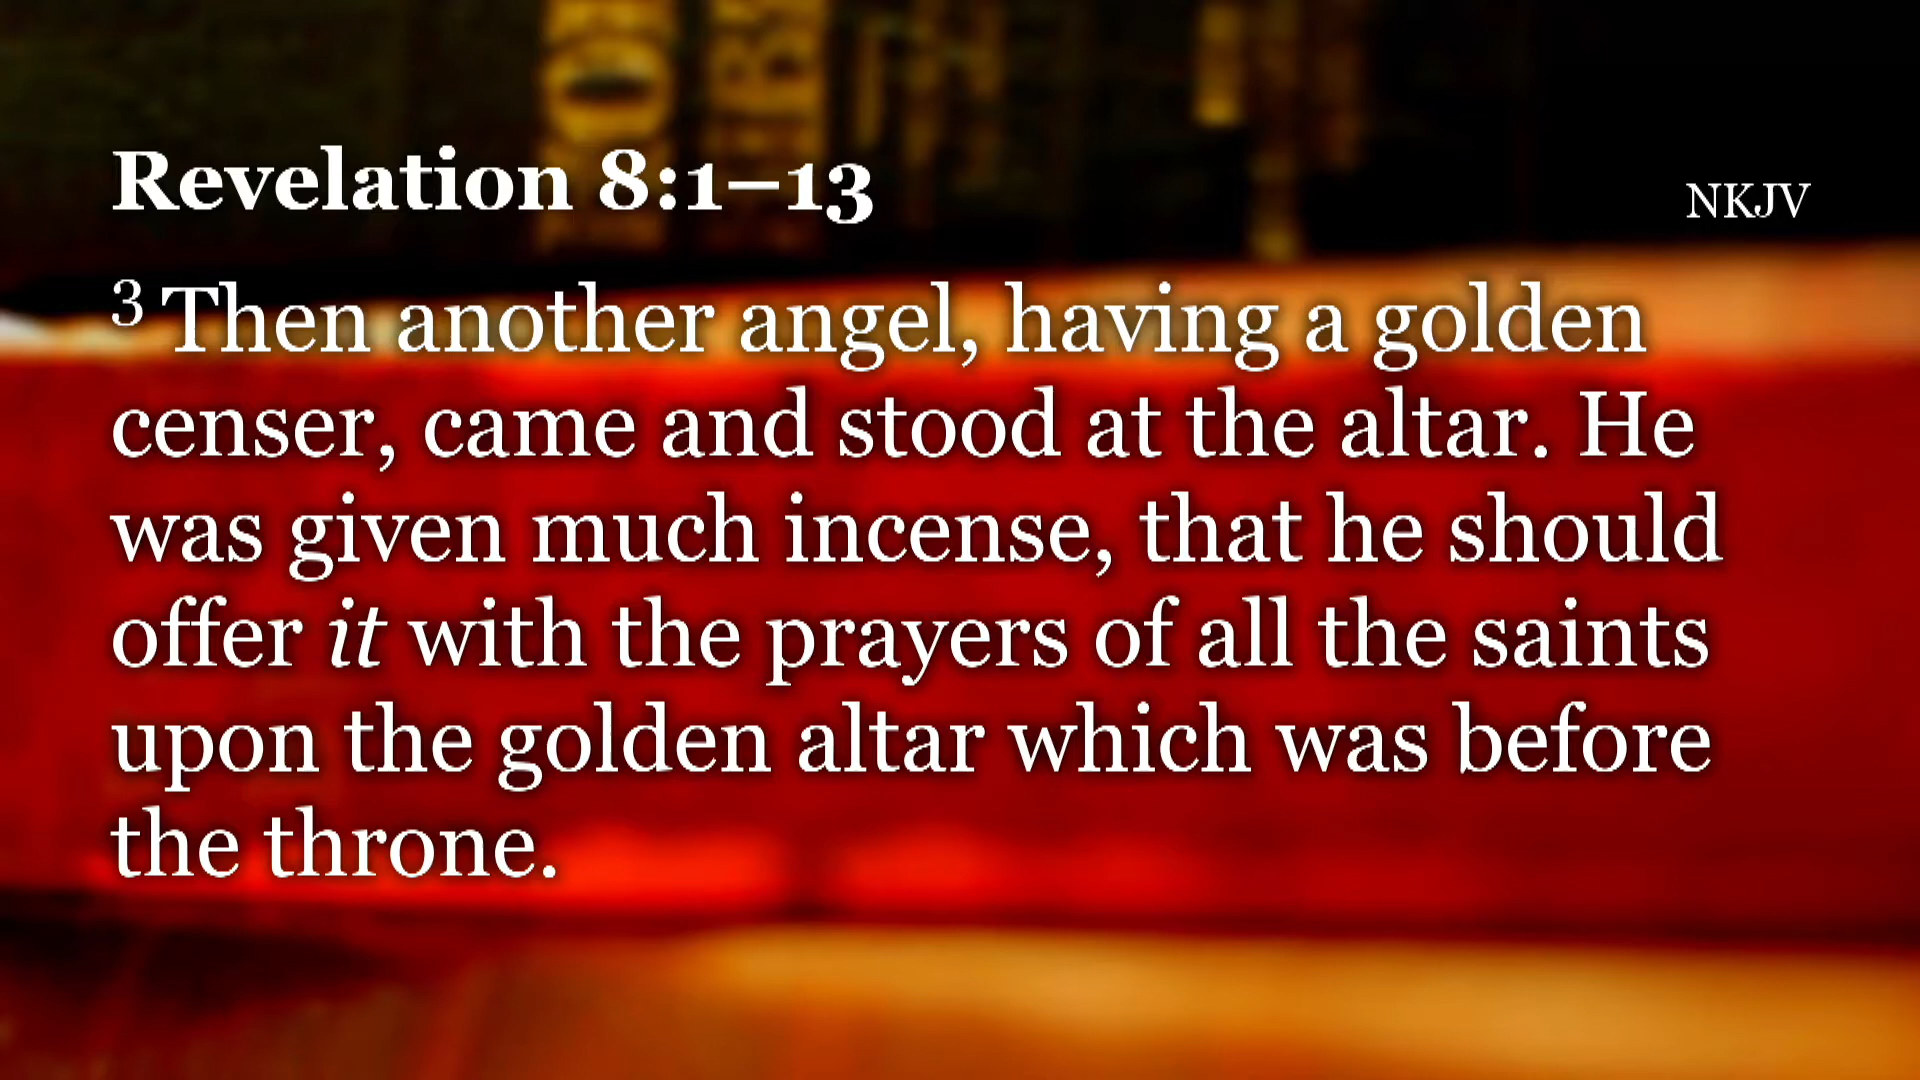 Revelation 8:1–13
NKJV
3 Then another angel, having a golden
censer, came and stood at the altar. He
was given much incense, that he should
offer it with the prayers of all the saints
upon the golden altar which was before
the throne.